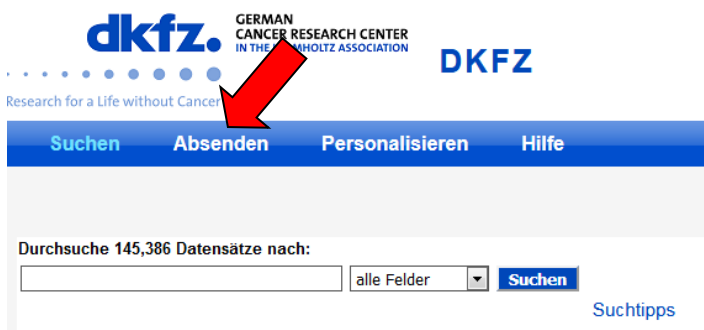 dkfz.
GERMAN
CANCER RESEARCH CENTER
IN THE HELMHOLTZ ASSOCIATION
DKFZ
Research for a Life without Cancer
Suchen Absenden Personalisieren Hilfe
Durchsuche 145,386 Datensätze nach:
alle Felder Suchen
Suchtipps